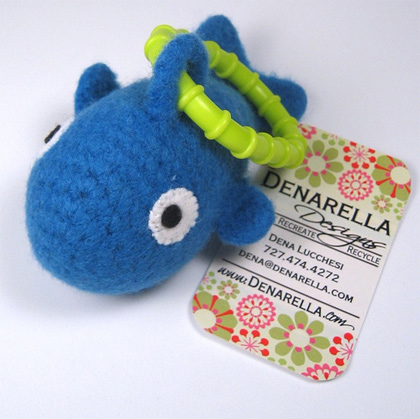 DENARELLA
Designs
RECREATE RECYCLE
DENA LUCCHESI
727.474.4272
DENA@DENARELLA.COM
www.DENARELLA.com